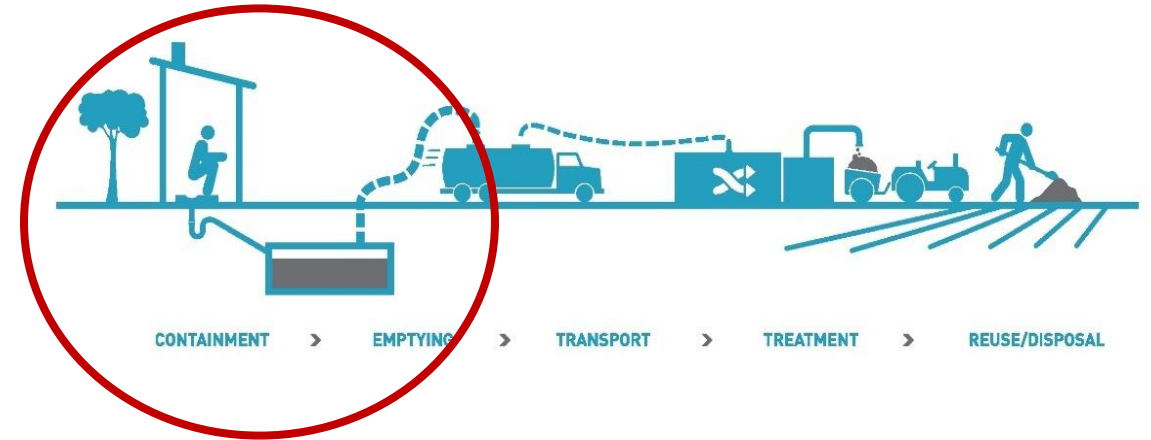 CONTAINMENT > EMPTYING > TRANSPORT > TREATMENT > REUSE/DISPOSAL